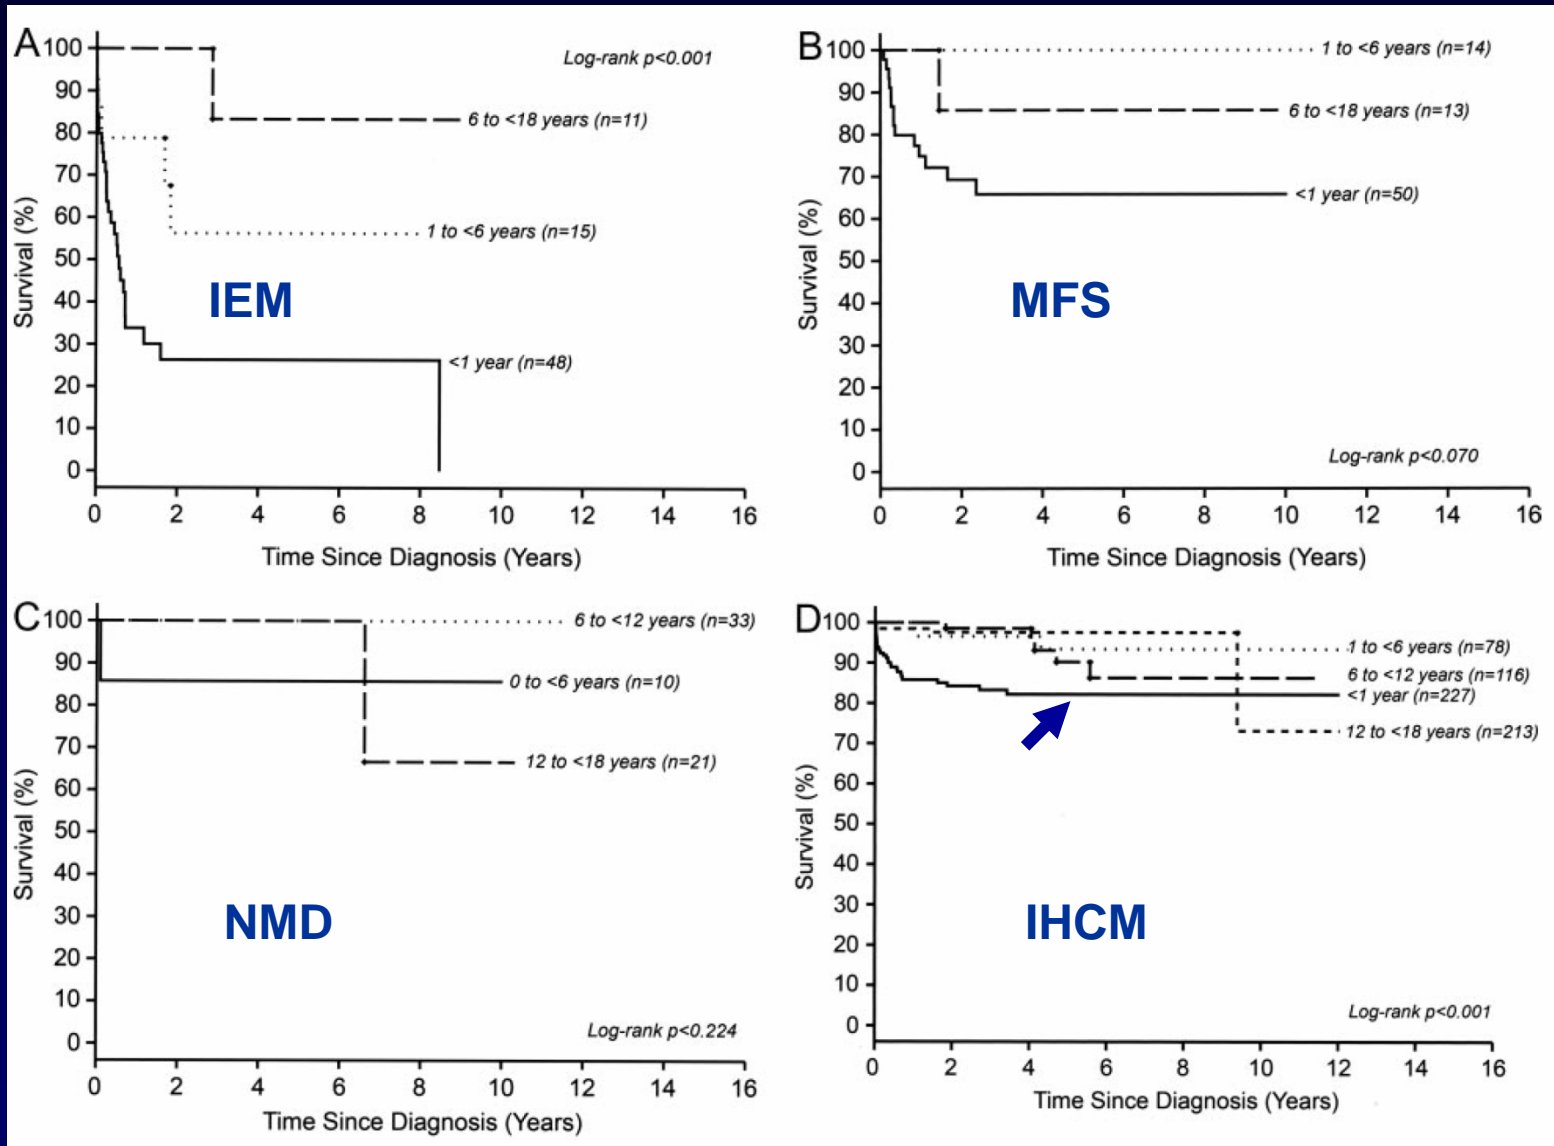 A
Log-rank p<0.001
Survival (%)
100
90
80
70
60
50
40
30
20
10
0
6 to <18 years (n=11)
1 to <6 years (n=15)
IEM
<1 year (n=48)
0 2 4 6 8 10 12 14 16
Time Since Diagnosis (Years)
B
Survival (%)
100
90
80
70
60
50
40
30
20
10
0
1 to <6 years (n=14)
6 to <18 years (n=13)
<1 year (n=50)
MFS
Log-rank p<0.070
0 2 4 6 8 10 12 14 16
Time Since Diagnosis (Years)
C
Survival (%)
100
90
80
70
60
50
40
30
20
10
0
6 to <12 years (n=33)
0 to <6 years (n=10)
12 to <18 years (n=21)
NMD
Log-rank p<0.224
0 2 4 6 8 10 12 14 16
Time Since Diagnosis (Years)
D
Survival (%)
100
90
80
70
60
50
40
30
20
10
0
1 to <6 years (n=78)
6 to <12 years (n=116)
<1 year (n=227)
12 to <18 years (n=213)
IHCM
Log-rank p<0.001
0 2 4 6 8 10 12 14 16
Time Since Diagnosis (Years)